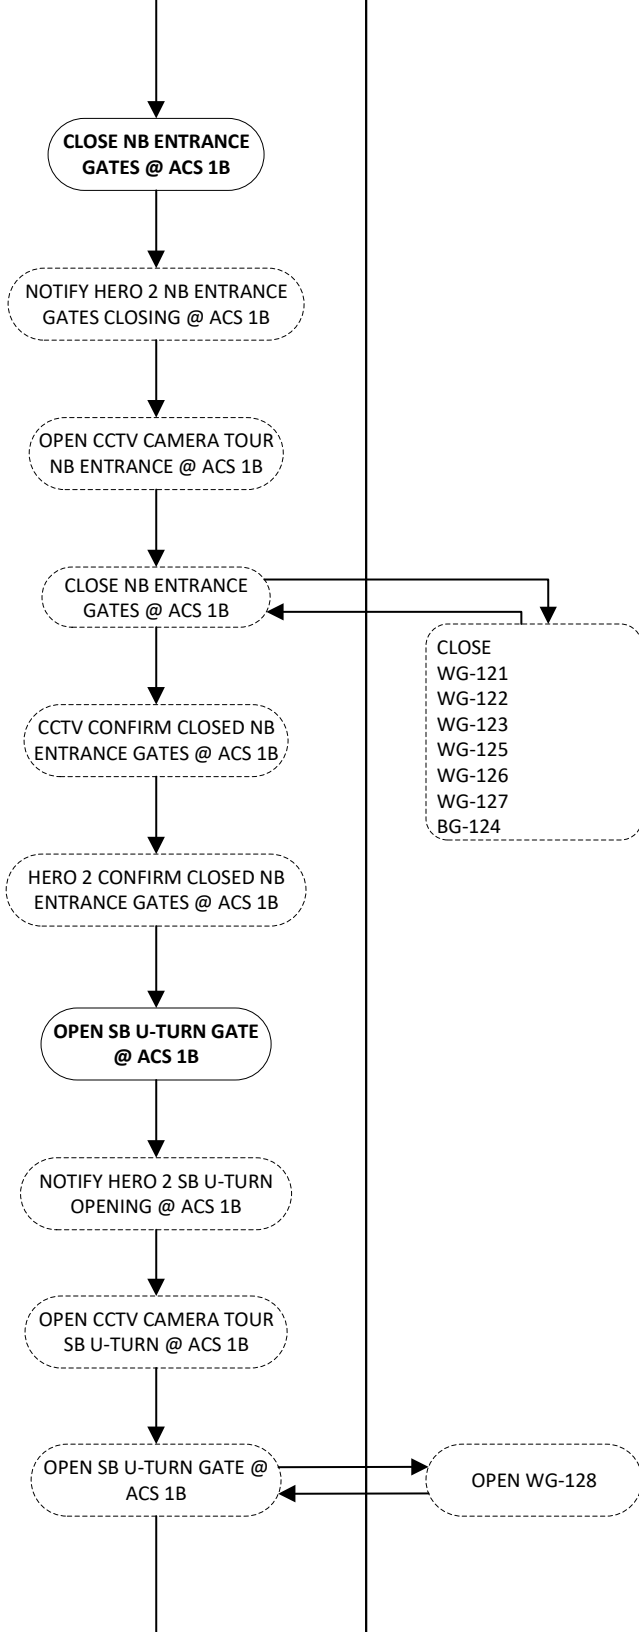 CLOSE NB ENTRANCE
GATES @ ACS 1B
NOTIFY HERO 2 NB ENTRANCE
GATES CLOSING @ ACS 1B
OPEN CCTV CAMERA TOUR
NB ENTRANCE @ ACS 1B
CLOSE NB ENTRANCE
GATES @ ACS 1B
CLOSE
WG-121
WG-122
WG-123
WG-125
WG-126
WG-127
BG-124
CCTV CONFIRM CLOSED NB
ENTRANCE GATES @ ACS 1B
HERO 2 CONFIRM CLOSED NB
ENTRANCE GATES @ ACS 1B
OPEN SB U-TURN GATE
@ ACS 1B
NOTIFY HERO 2 SB U-TURN
OPENING @ ACS 1B
OPEN CCTV CAMERA TOUR
SB U-TURN @ ACS 1B
OPEN SB U-TURN GATE @
ACS 1B
OPEN WG-128